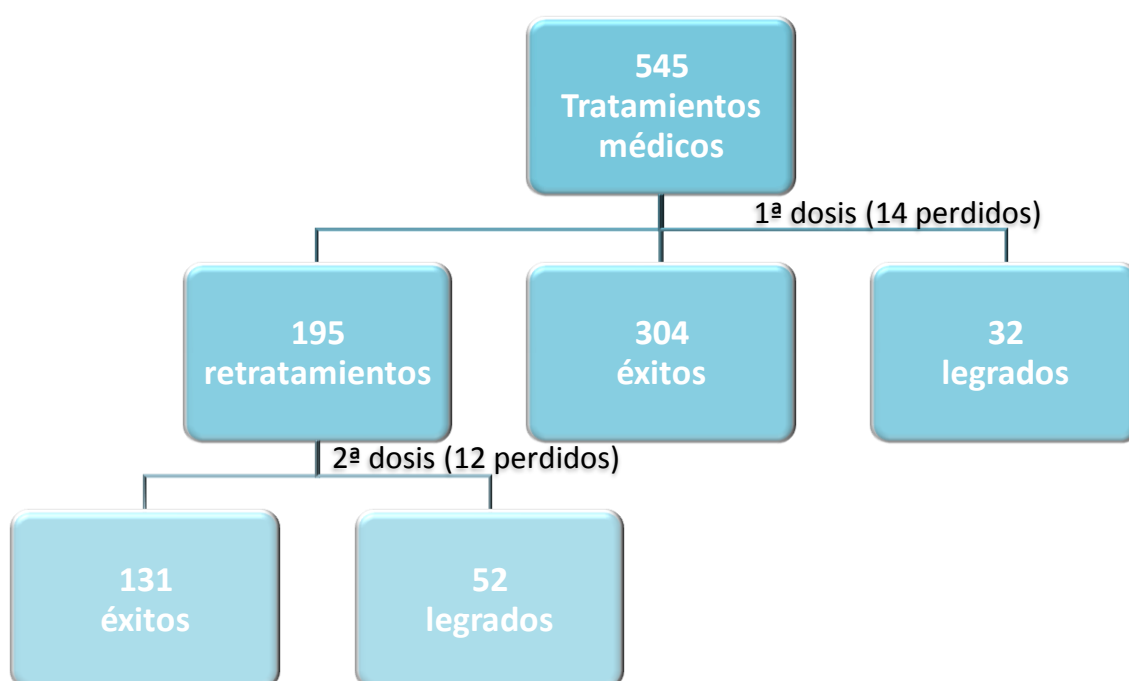 545
Tratamientos
médicos
1ª dosis (14 perdidos)
195
retratamientos
304
éxitos
32
legrados
2ª dosis (12 perdidos)
131
éxitos
52
legrados